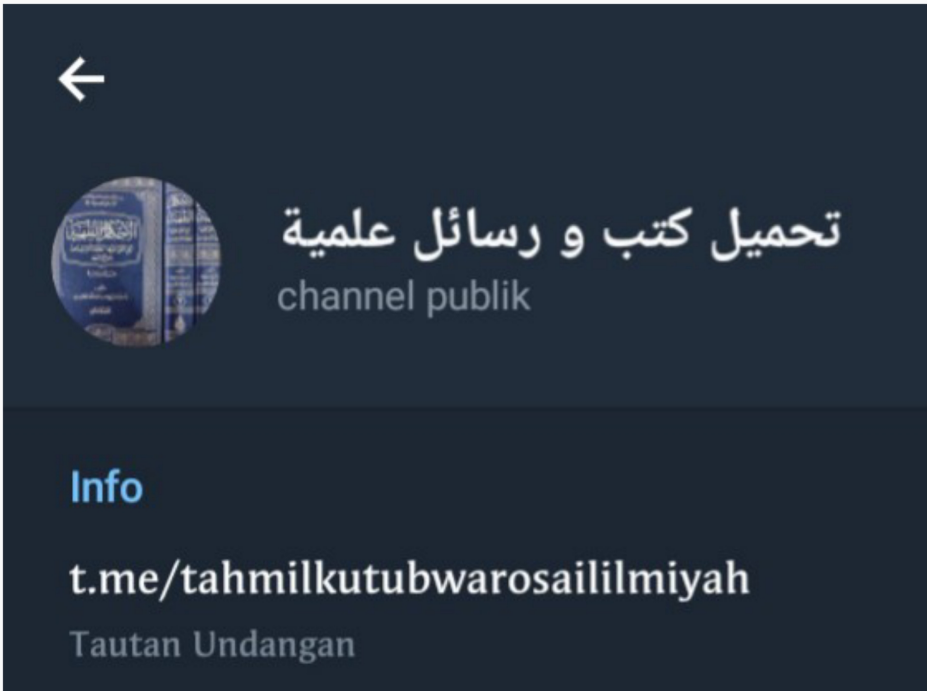 تحميل كتب و رسائل علمية
channel publik
Info
t.me/tahmilkutubwarosaililmiyah
Tautan Undangan